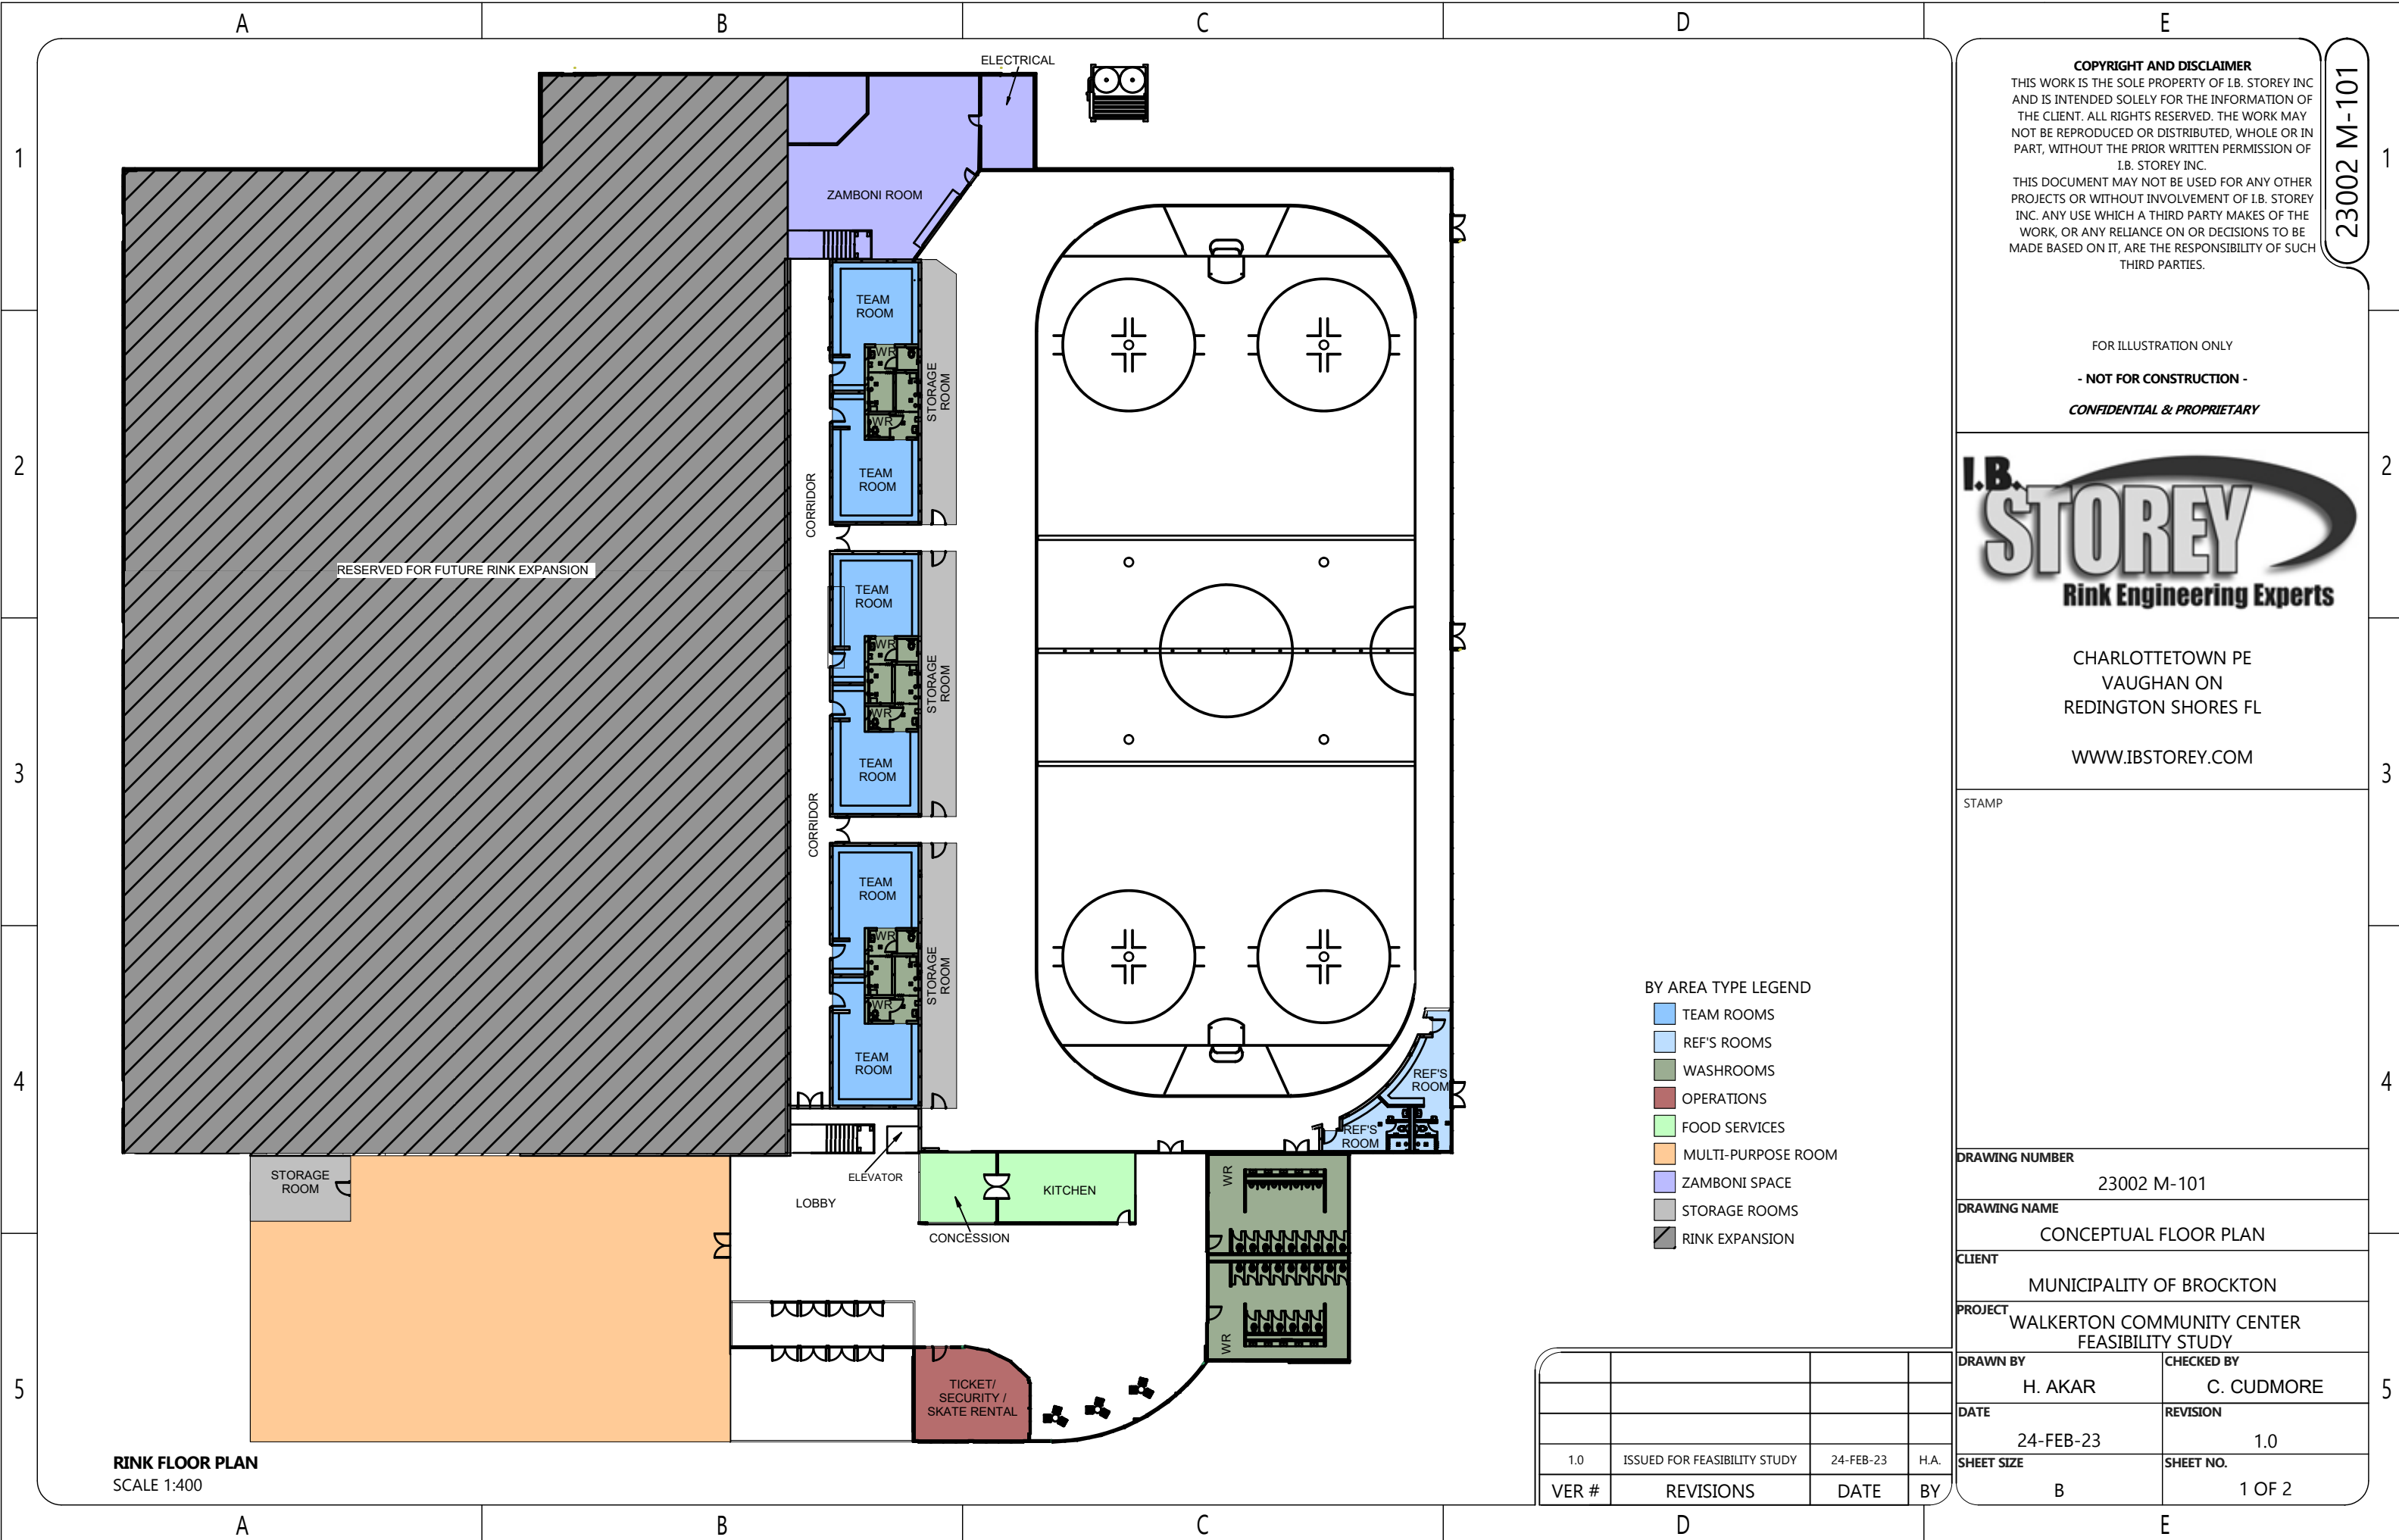 A
B
C
D
E
1
2
3
4
5
ELECTRICAL
ZAMBONI ROOM
TEAM
ROOM
WR
STORAGE
ROOM
WR
TEAM
ROOM
CORRIDOR
RESERVED FOR FUTURE RINK EXPANSION
TEAM
ROOM
WR
STORAGE
ROOM
WR
TEAM
ROOM
CORRIDOR
TEAM
ROOM
WR
STORAGE
ROOM
WR
TEAM
ROOM
REF'S
ROOM
REF'S
ROOM
STORAGE
ROOM
ELEVATOR
LOBBY
KITCHEN
CONCESSION
WR
WR
TICKET/
SECURITY /
SKATE RENTAL
BY AREA TYPE LEGEND
TEAM ROOMS
REF'S ROOMS
WASHROOMS
OPERATIONS
FOOD SERVICES
MULTI-PURPOSE ROOM
ZAMBONI SPACE
STORAGE ROOMS
RINK EXPANSION
RINK FLOOR PLAN
SCALE 1:400
1.0 ISSUED FOR FEASIBILITY STUDY 24-FEB-23 H.A.
VER # REVISIONS DATE BY
COPYRIGHT AND DISCLAIMER
THIS WORK IS THE SOLE PROPERTY OF I.B. STOREY INC
AND IS INTENDED SOLELY FOR THE INFORMATION OF
THE CLIENT. ALL RIGHTS RESERVED. THE WORK MAY
NOT BE REPRODUCED OR DISTRIBUTED, WHOLE OR IN
PART, WITHOUT THE PRIOR WRITTEN PERMISSION OF
I.B. STOREY INC.
THIS DOCUMENT MAY NOT BE USED FOR ANY OTHER
PROJECTS OR WITHOUT INVOLVEMENT OF I.B. STOREY
INC. ANY USE WHICH A THIRD PARTY MAKES OF THE
WORK, OR ANY RELIANCE ON OR DECISIONS TO BE
MADE BASED ON IT, ARE THE RESPONSIBILITY OF SUCH
THIRD PARTIES.
23002 M-101
FOR ILLUSTRATION ONLY
- NOT FOR CONSTRUCTION -
CONFIDENTIAL & PROPRIETARY
I.B.
STOREY
Rink Engineering Experts
CHARLOTTETOWN PE
VAUGHAN ON
REDINGTON SHORES FL
WWW.IBSTOREY.COM
STAMP
DRAWING NUMBER
23002 M-101
DRAWING NAME
CONCEPTUAL FLOOR PLAN
CLIENT
MUNICIPALITY OF BROCKTON
PROJECT
WALKERTON COMMUNITY CENTER
FEASIBILITY STUDY
DRAWN BY
H. AKAR
CHECKED BY
C. CUDMORE
DATE
24-FEB-23
REVISION
1.0
SHEET SIZE
B
SHEET NO.
1 OF 2
1
2
3
4
5
A
B
C
D
E